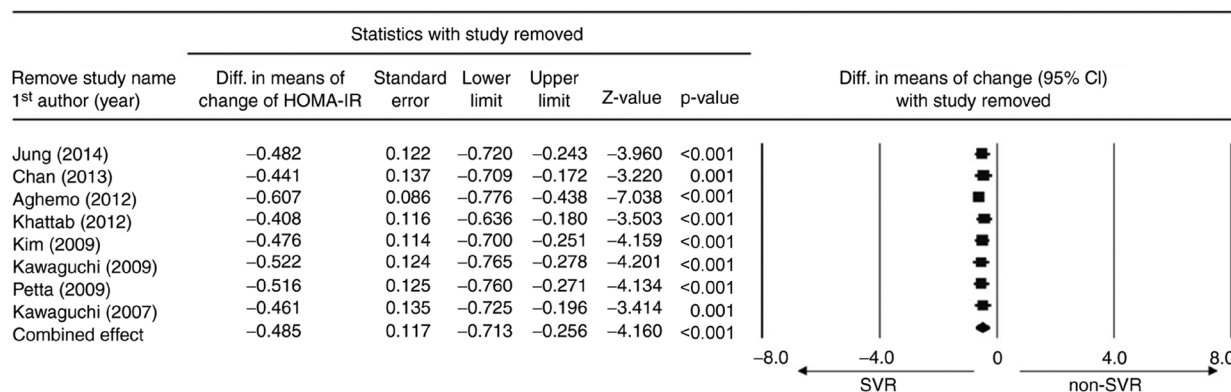 Statistics with study removed
Remove study name Diff. in means of Standard Lower Upper Z-value p-value Diff. in means of change (95% CI)
1st author (year) change of HOMA-IR error limit limit with study removed
Jung (2014) −0.482 0.122 −0.720 −0.243 −3.960 <0.001
Chan (2013) −0.441 0.137 −0.709 −0.172 −3.220 0.001
Aghemo (2012) −0.607 0.086 −0.776 −0.438 −7.038 <0.001
Khattab (2012) −0.408 0.116 −0.636 −0.180 −3.503 <0.001
Kim (2009) −0.476 0.114 −0.700 −0.251 −4.159 <0.001
Kawaguchi (2009) −0.522 0.124 −0.765 −0.278 −4.201 <0.001
Petta (2009) −0.516 0.125 −0.760 −0.271 −4.134 <0.001
Kawaguchi (2007) −0.461 0.135 −0.725 −0.196 −3.414 0.001
Combined effect −0.485 0.117 −0.713 −0.256 −4.160 <0.001
−8.0 −4.0 0 4.0 8.0
SVR non-SVR